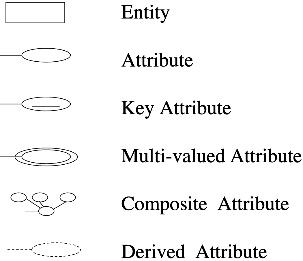 Entity
Attribute
Key Attribute
Multi-valued Attribute
Composite Attribute
Derived Attribute